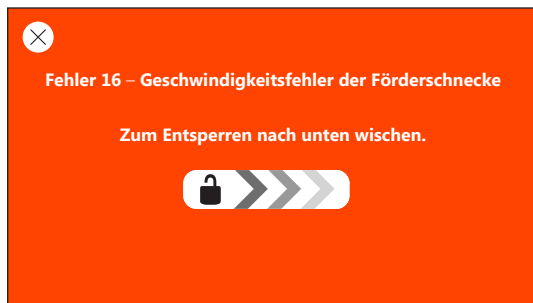 Fehler 16 – Geschwindigkeitsfehler der Förderschnecke
Zum Entsperren nach unten wischen.